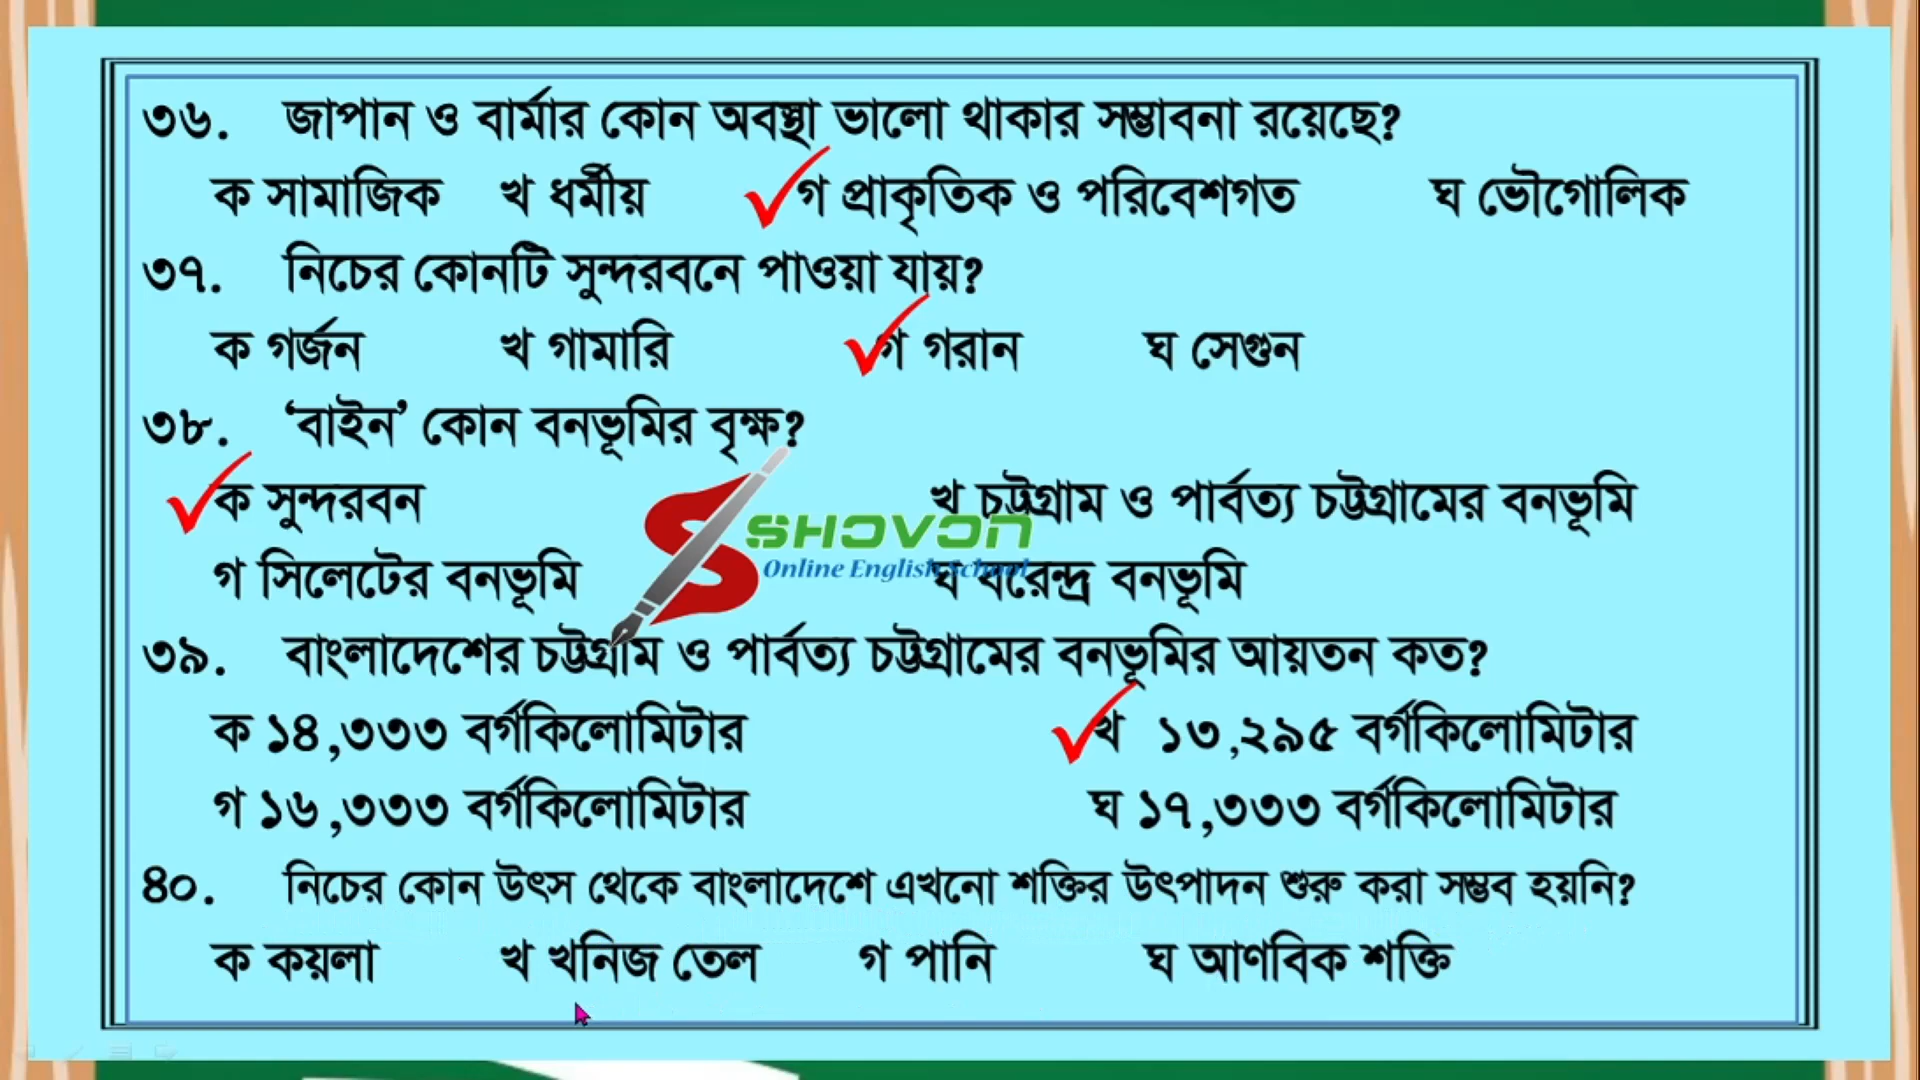 ৩৬. জাপান ও বার্মার কোন অবস্থা ভালো থাকার সম্ভাবনা রয়েছে?
ক সামাজিক খ ধর্মীয় গ প্রাকৃতিক ও পরিবেশগত ঘ ভৌগোলিক
৩৭. নিচের কোনটি সুন্দরবনে পাওয়া যায়?
ক গর্জন খ গামারি গ গরান ঘ সেগুন
৩৮. ‘বাইন’ কোন বনভূমির বৃক্ষ?
ক সুন্দরবন খ চট্টগ্রাম ও পার্বত্য চট্টগ্রামের বনভূমি
SHOVON
Online English School
গ সিলেটের বনভূমি ঘ বরেন্দ্র বনভূমি
৩৯. বাংলাদেশের চট্টগ্রাম ও পার্বত্য চট্টগ্রামের বনভূমির আয়তন কত?
ক ১৪,৩৩৩ বর্গকিলোমিটার খ ১৩,২৯৫ বর্গকিলোমিটার
গ ১৬,৩৩৩ বর্গকিলোমিটার ঘ ১৭,৩৩৩ বর্গকিলোমিটার
৪০. নিচের কোন উৎস থেকে বাংলাদেশে এখনো শক্তির উৎপাদন শুরু করা সম্ভব হয়নি?
ক কয়লা খ খনিজ তেল গ পানি ঘ আণবিক শক্তি